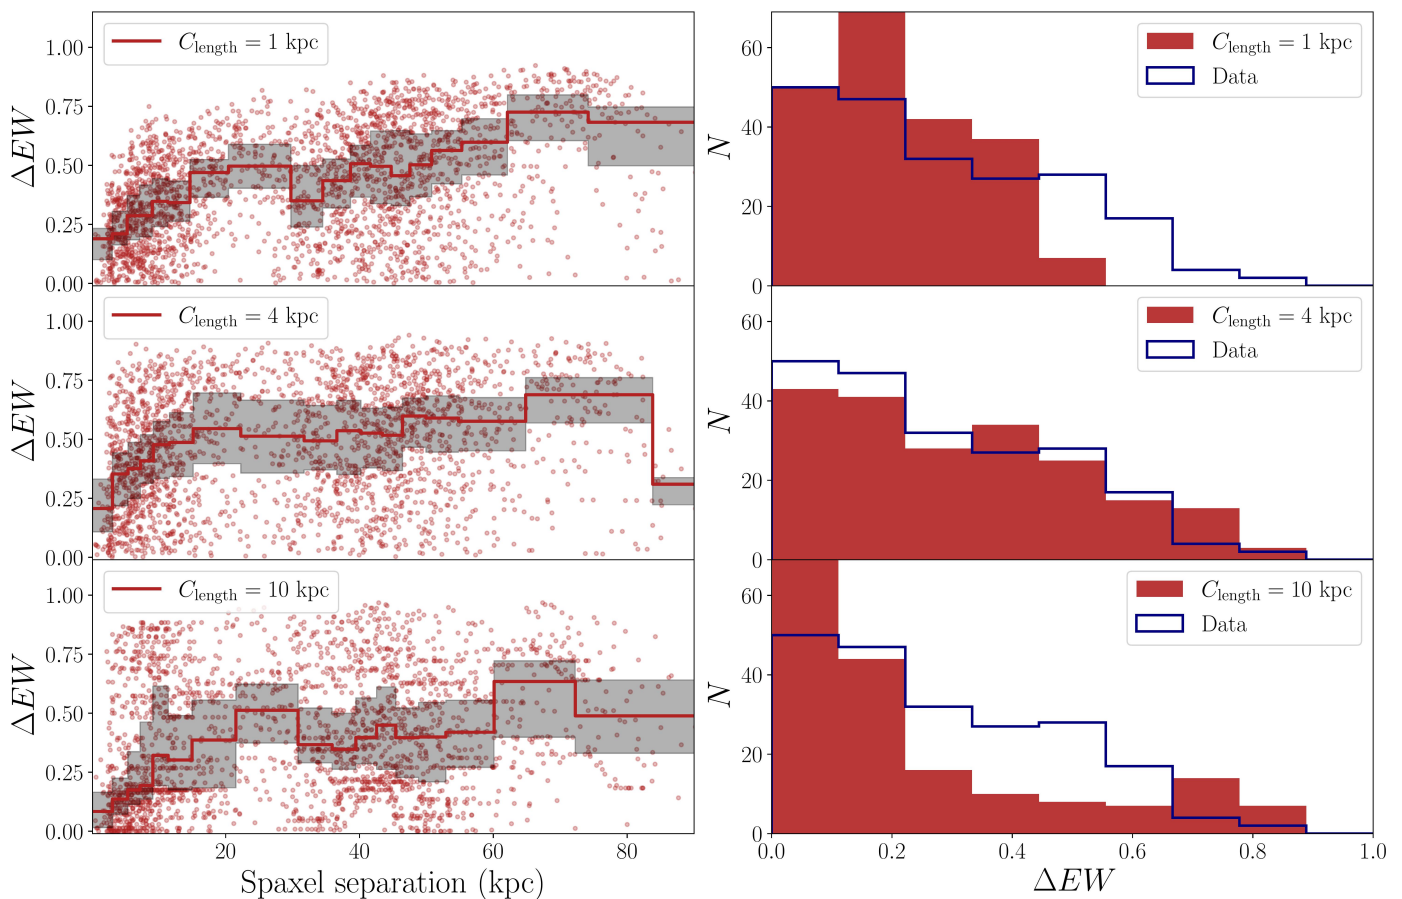 C_length = 1 kpc
1.00
0.75
0.50
0.25
0.00
ΔEW
C_length = 1 kpc
Data
60
40
20
0
N
C_length = 4 kpc
1.00
0.75
0.50
0.25
0.00
ΔEW
C_length = 4 kpc
Data
60
40
20
0
N
C_length = 10 kpc
1.00
0.75
0.50
0.25
0.00
ΔEW
20 40 60 80
Spaxel separation (kpc)
C_length = 10 kpc
Data
60
40
20
0
N
0.0 0.2 0.4 0.6 0.8 1.0
ΔEW